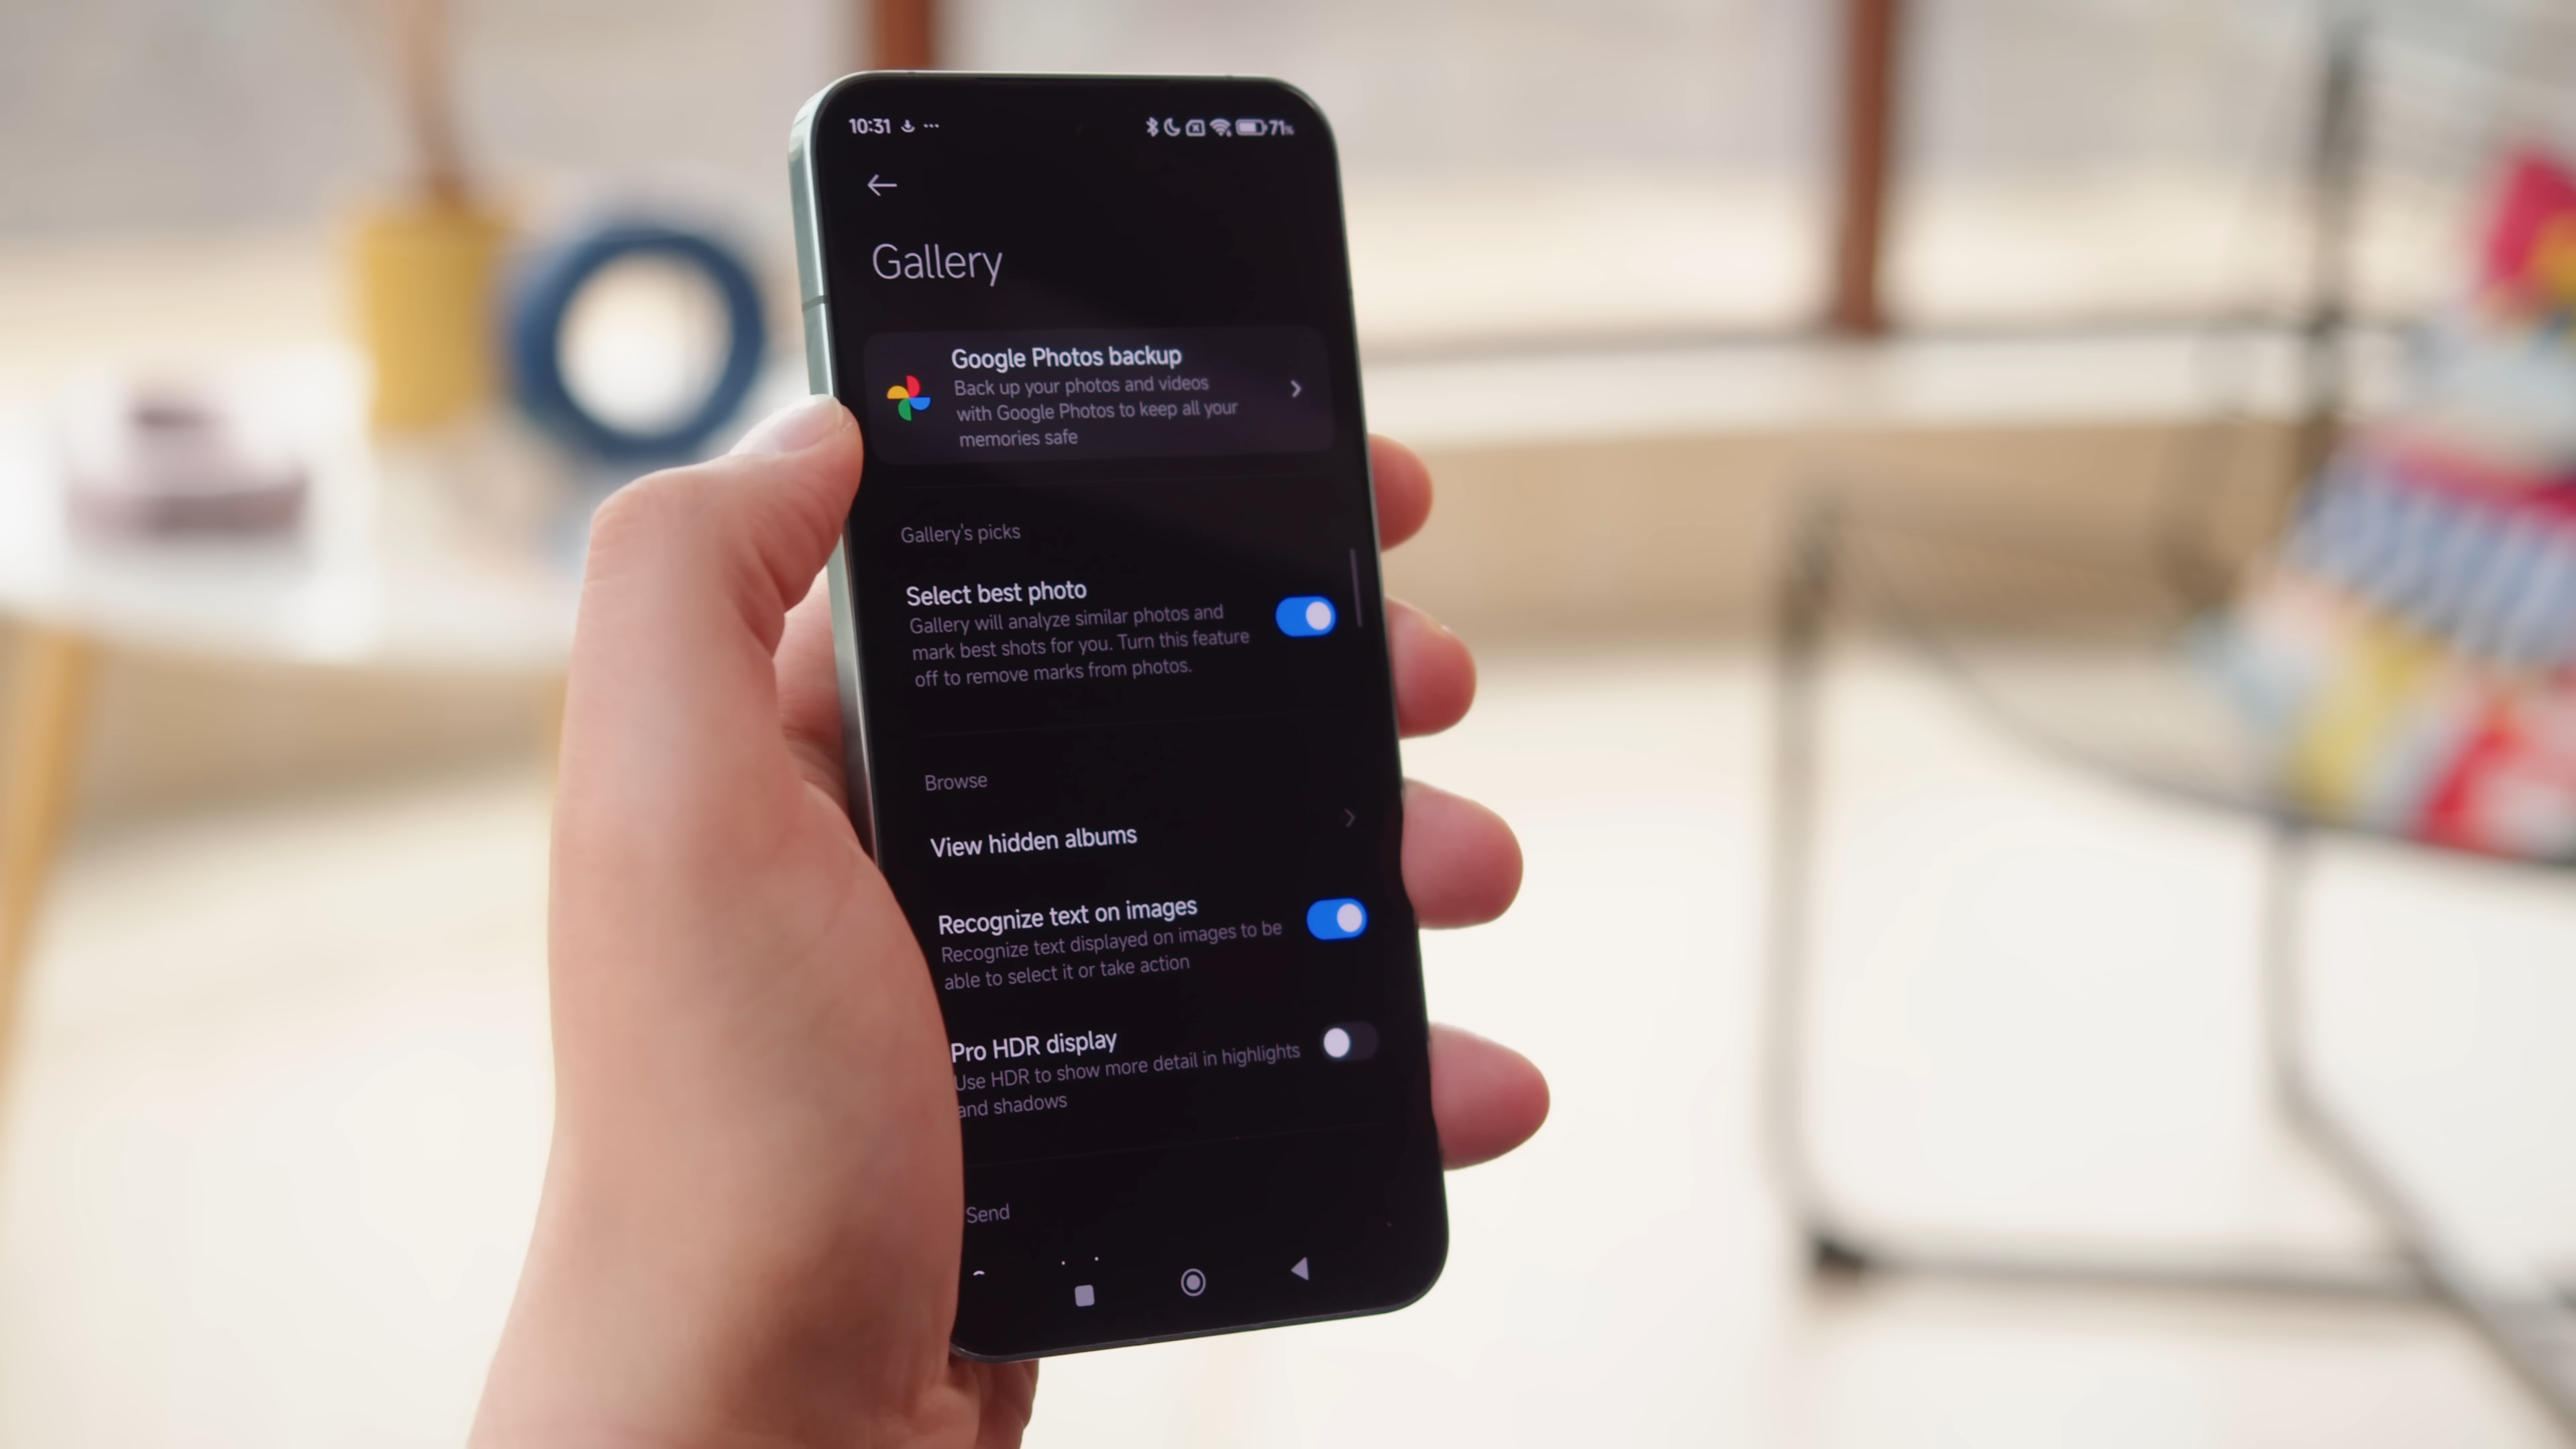 10:31
71%
Gallery
Google Photos backup
Back up your photos and videos
with Google Photos to keep all your
memories safe
Gallery's picks
Select best photo
Gallery will analyze similar photos and
mark best shots for you. Turn this feature
off to remove marks from photos.
Browse
View hidden albums
Recognize text on images
Recognize text displayed on images to be
able to select it or take action
Pro HDR display
Use HDR to show more detail in highlights
and shadows
Send